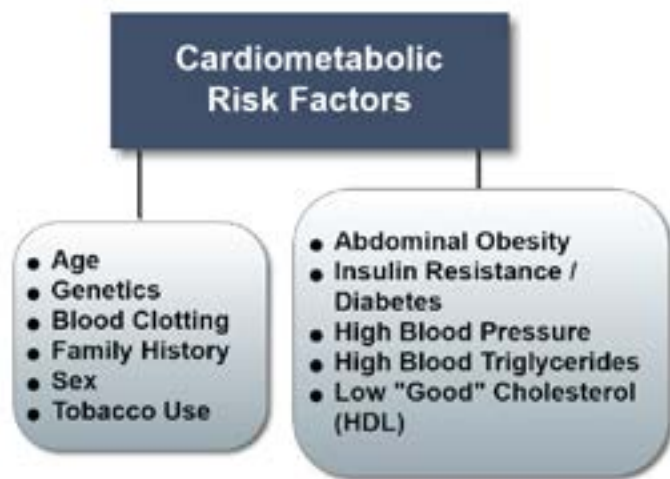 Cardiometabolic
Risk Factors
● Age
● Genetics
● Blood Clotting
● Family History
● Sex
● Tobacco Use
● Abdominal Obesity
● Insulin Resistance /
Diabetes
● High Blood Pressure
● High Blood Triglycerides
● Low "Good" Cholesterol
(HDL)